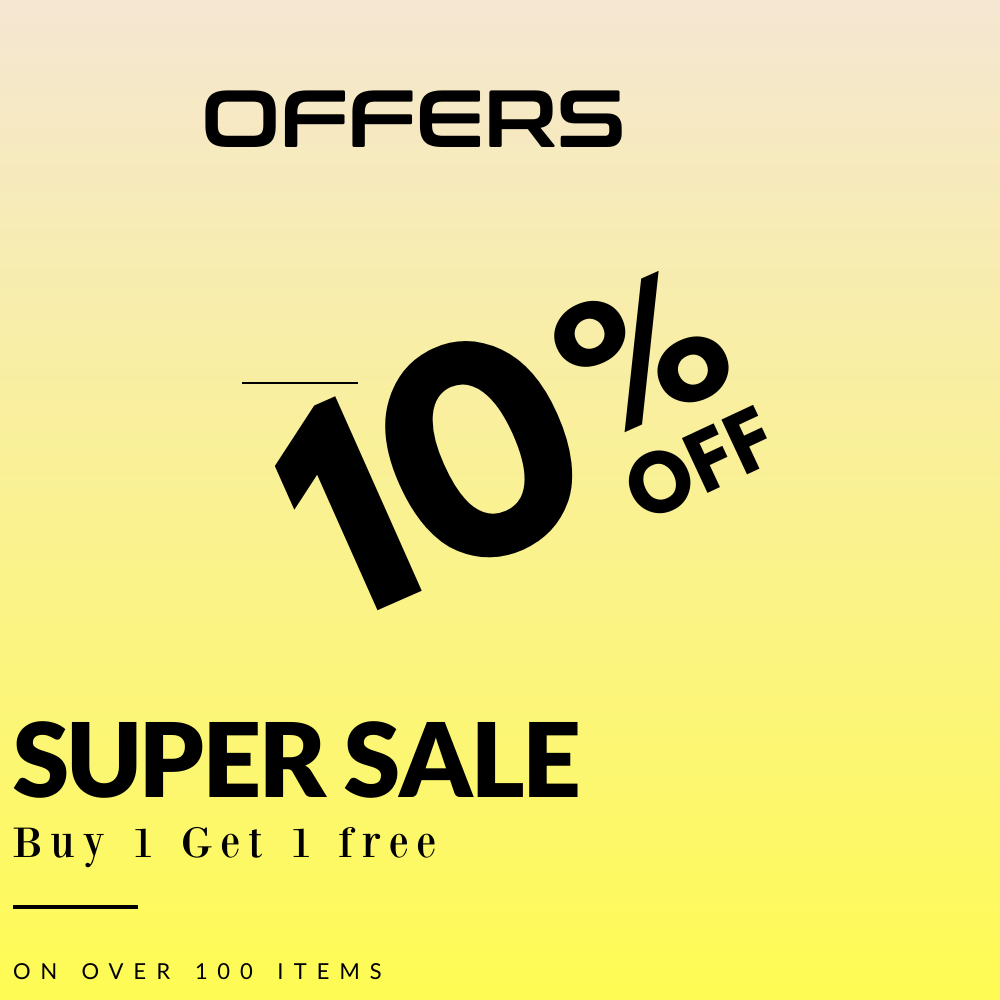 OFFERS
10%
OFF
SUPER SALE
Buy 1 Get 1 free
ON OVER 100 ITEMS